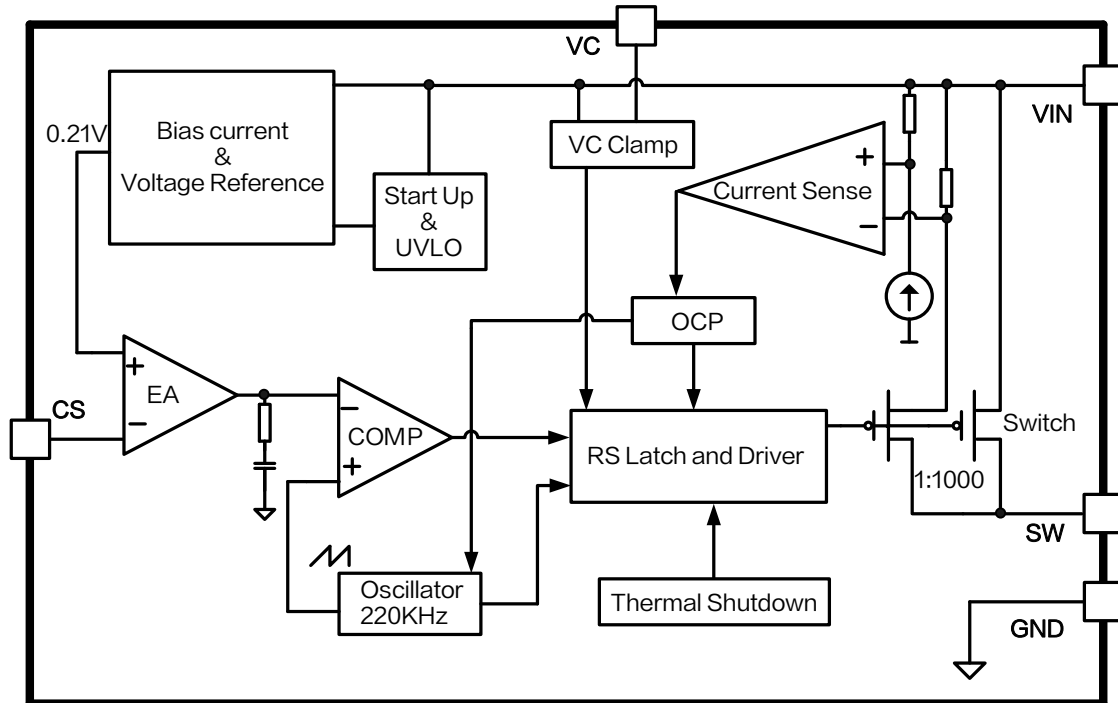 VC
VIN
0.21V
Bias current
&
Voltage Reference
Start Up
&
UVLO
VC Clamp
+
Current Sense
−
OCP
+
EA
−
CS
−
COMP
+
RS Latch and Driver
Switch
1:1000
SW
Oscillator
220KHz
Thermal Shutdown
GND